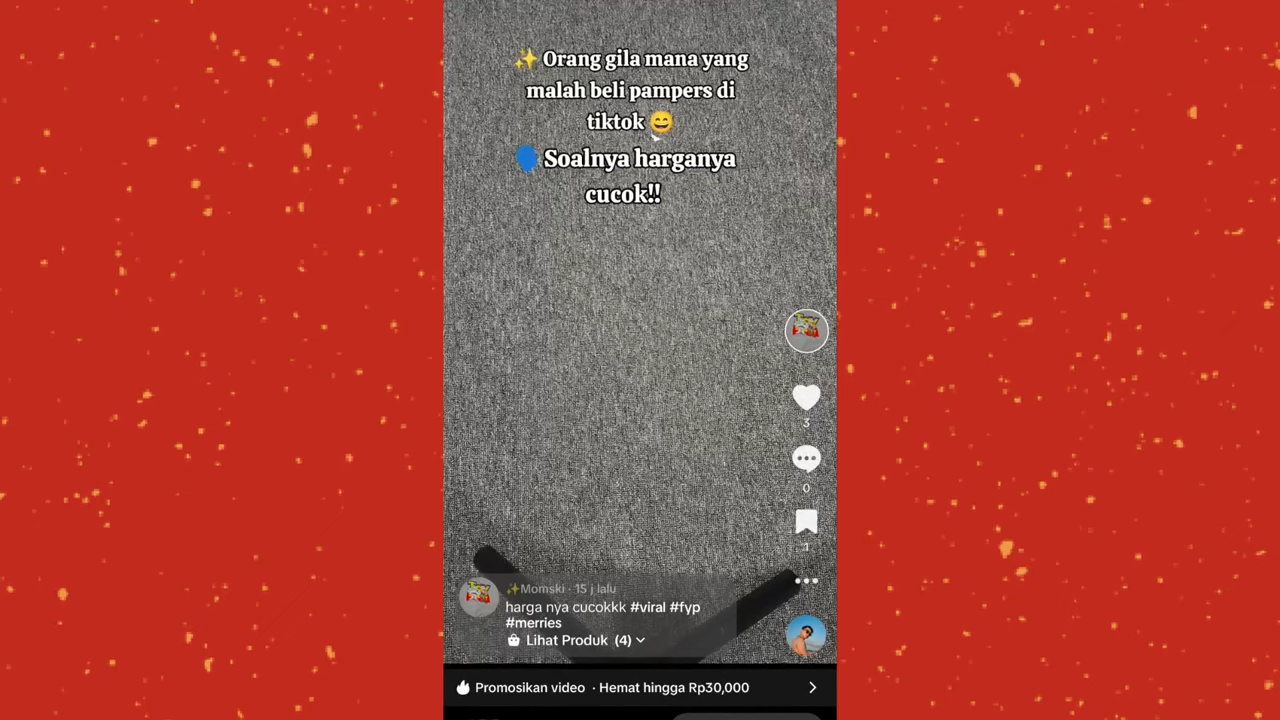 ✨ Orang gila mana yang
malah beli pampers di
tiktok 😄
🗣 Soalnya harganya
cucok!!
3
0
1
✨Momski · 15 j lalu
harga nya cucokkk #viral #fyp
#merries
Lihat Produk (4)
Promosikan video · Hemat hingga Rp30,000